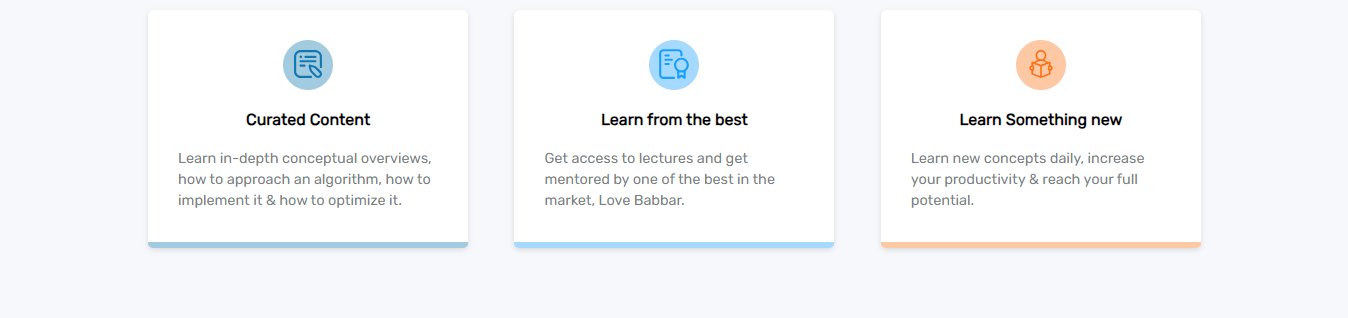 Curated Content
Learn in-depth conceptual overviews,
how to approach an algorithm, how to
implement it & how to optimize it.
Learn from the best
Get access to lectures and get
mentored by one of the best in the
market, Love Babbar.
Learn Something new
Learn new concepts daily, increase
your productivity & reach your full
potential.